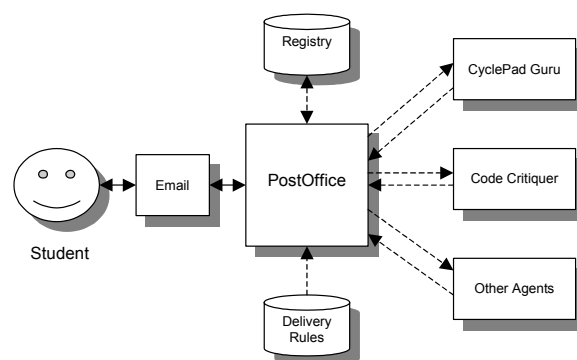 Registry
CyclePad Guru
Email
PostOffice
Code Critiquer
Student
Other Agents
Delivery
Rules